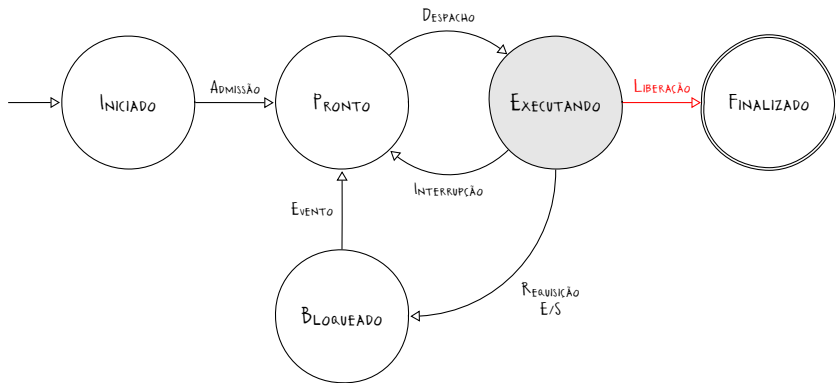 Despacho
Iniciado
Admissão
Pronto
Executando
Liberação
Finalizado
Interrupção
Evento
Requisição
E/S
Bloqueado